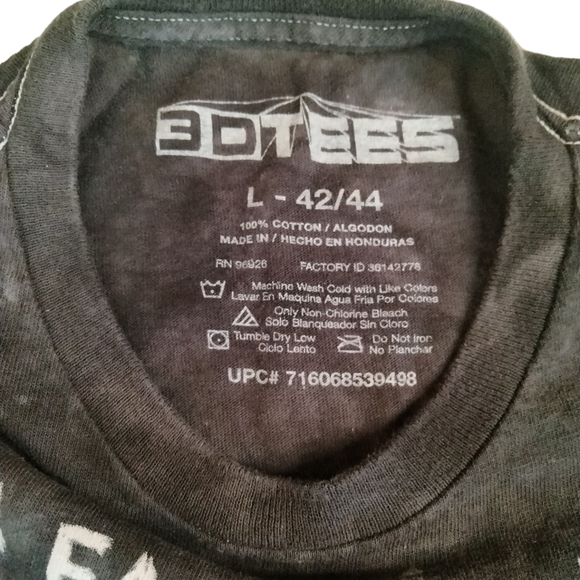 3DTEES
L - 42/44
100% COTTON / ALGODON
MADE IN / HECHO EN HONDURAS
RN 96926 FACTORY ID 36142776
Machine Wash Cold with Like Colors
Lavar En Maquina Agua Fria Por Colores
Only Non-Chlorine Bleach
Solo Blanqueador Sin Cloro
Tumble Dry Low Do Not Iron
Ciclo Lento No Planchar
UPC# 716068539498